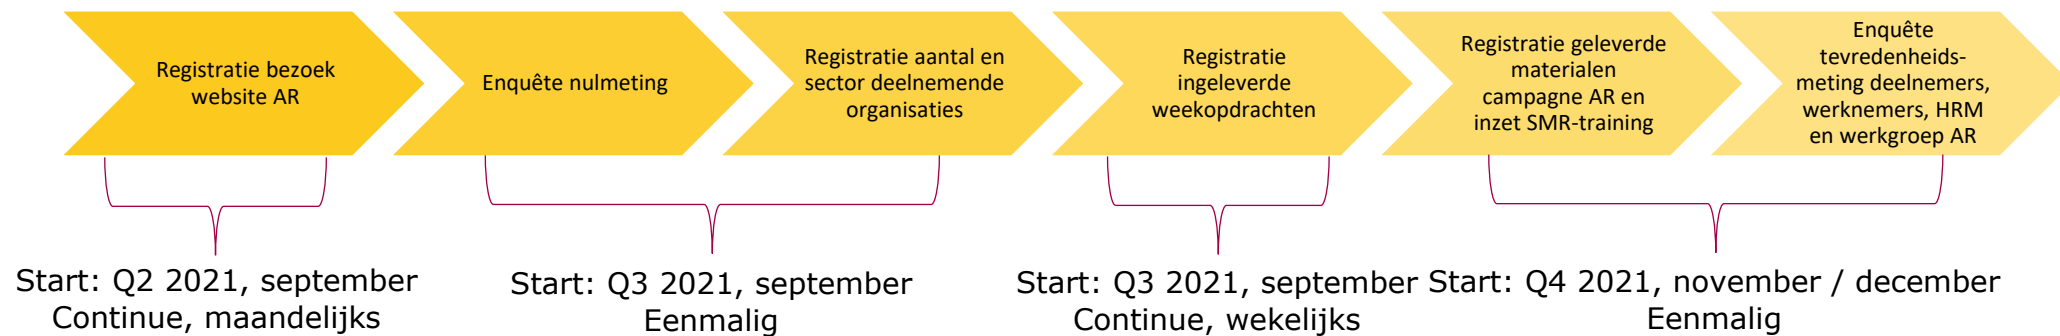 Registratie bezoek
website AR
Enquête nulmeting
Registratie aantal en
sector deelnemende
organisaties
Registratie
ingeleverde
weekopdrachten
Registratie geleverde
materialen
campagne AR en
inzet SMR-training
Enquête
tevredenheids-
meting deelnemers,
werknemers, HRM
en werkgroep AR
Start: Q2 2021, september
Continue, maandelijks
Start: Q3 2021, september
Eenmalig
Start: Q3 2021, september
Continue, wekelijks
Start: Q4 2021, november / december
Eenmalig